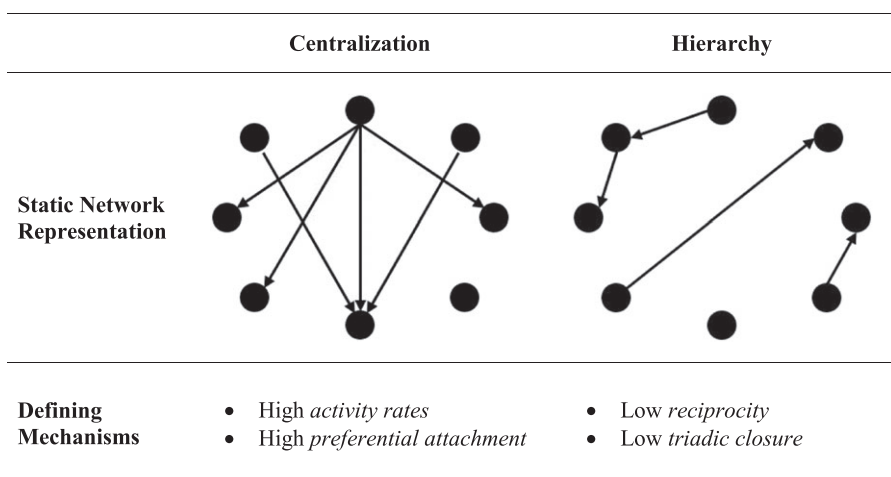 Centralization Hierarchy
Static Network
Representation
Defining
Mechanisms
• High activity rates
• High preferential attachment
• Low reciprocity
• Low triadic closure